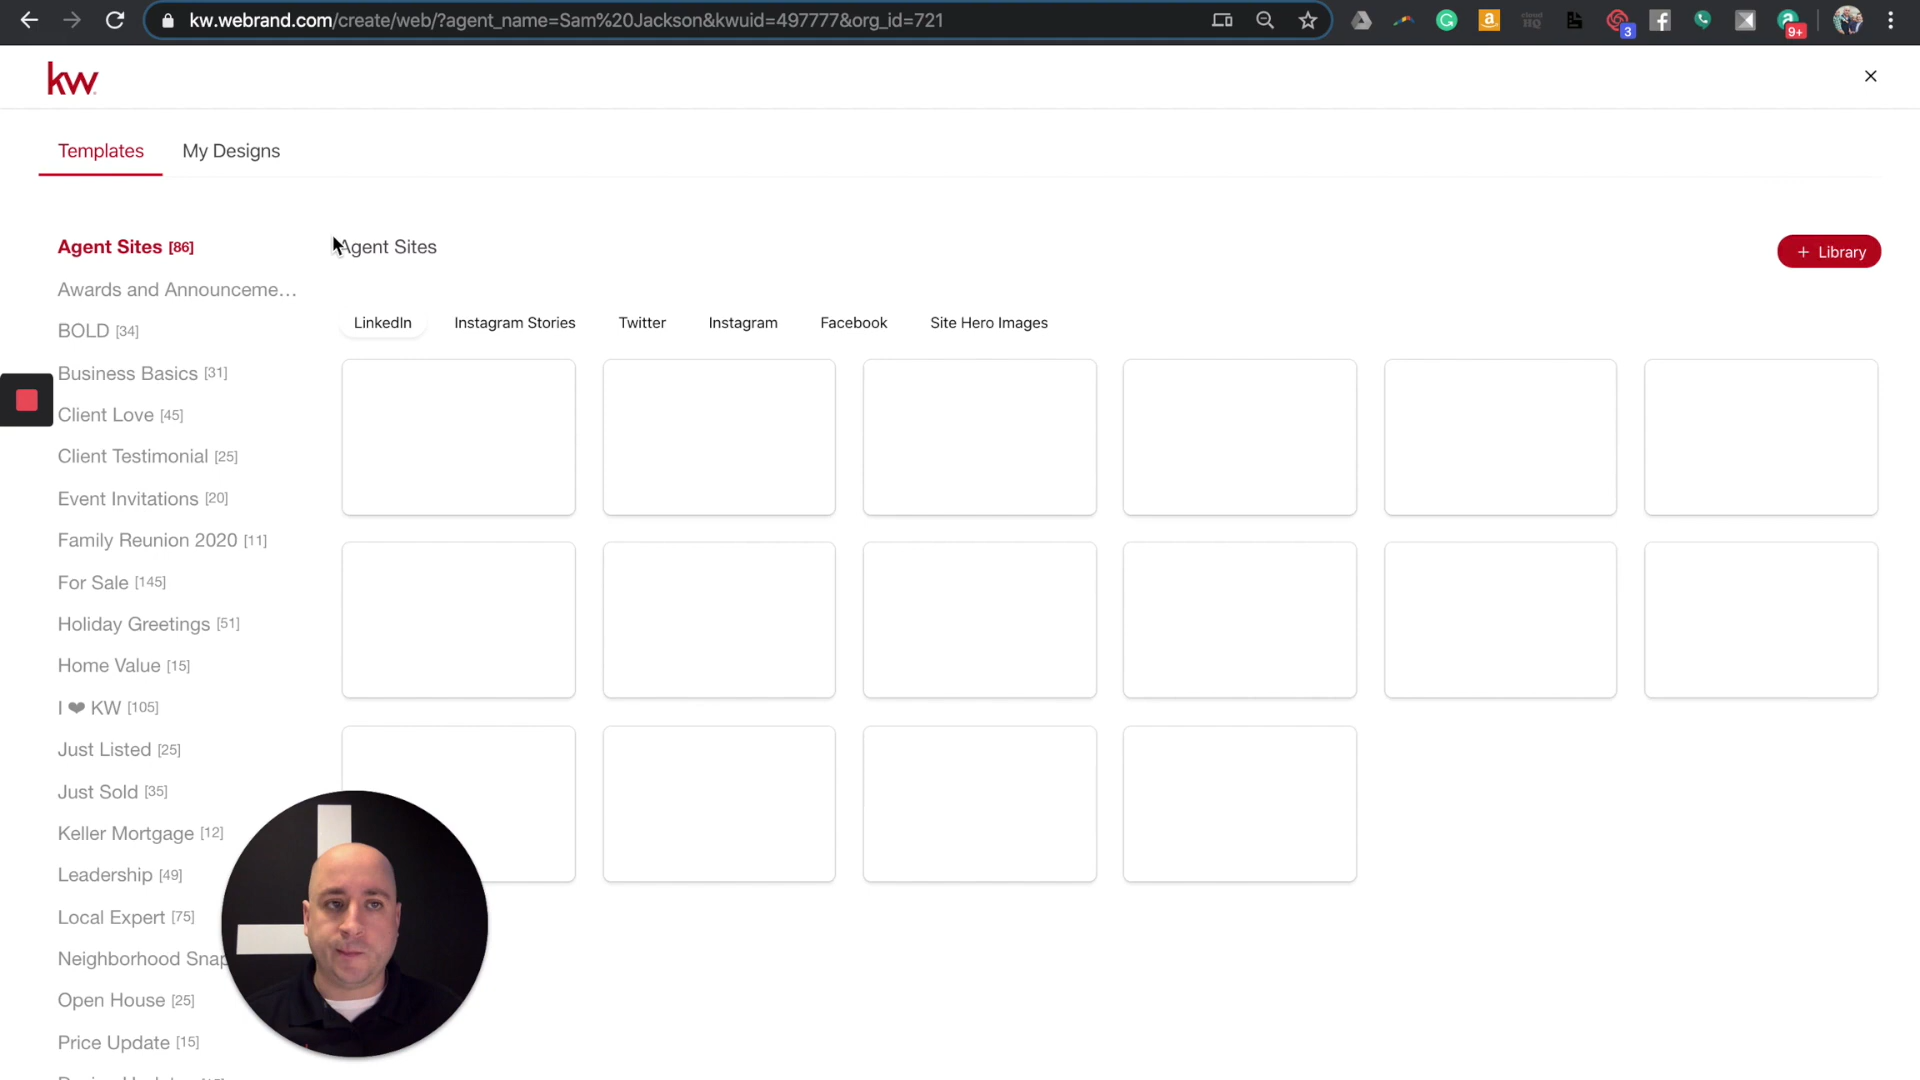 kw.webrand.com/create/web/?agent_name=Sam%20Jackson&kwuid=497777&org_id=721
3
9+
kw
Templates
My Designs
Agent Sites [86]
Awards and Announceme...
BOLD [34]
Business Basics [31]
Client Love [45]
Client Testimonial [25]
Event Invitations [20]
Family Reunion 2020 [11]
For Sale [145]
Holiday Greetings [51]
Home Value [15]
I ❤ KW [105]
Just Listed [25]
Just Sold [35]
Keller Mortgage [12]
Leadership [49]
Local Expert [75]
Neighborhood Snap
Open House [25]
Price Update [15]
Agent Sites
+ Library
LinkedIn
Instagram Stories
Twitter
Instagram
Facebook
Site Hero Images